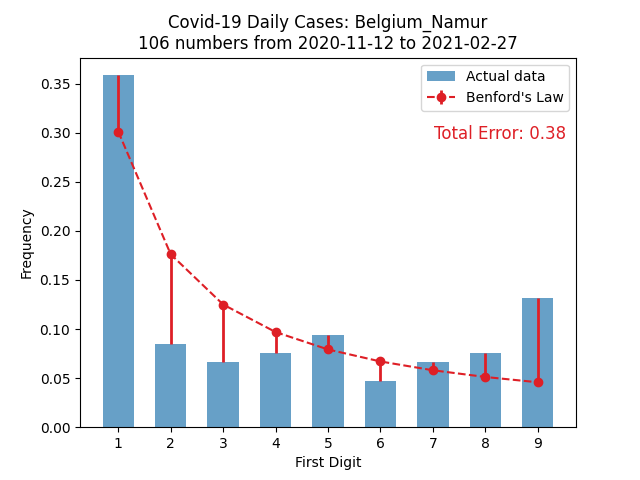 Covid-19 Daily Cases: Belgium_Namur
106 numbers from 2020-11-12 to 2021-02-27
Actual data
Benford's Law
Total Error: 0.38
Frequency
0.35
0.30
0.25
0.20
0.15
0.10
0.05
0.00
1 2 3 4 5 6 7 8 9
First Digit